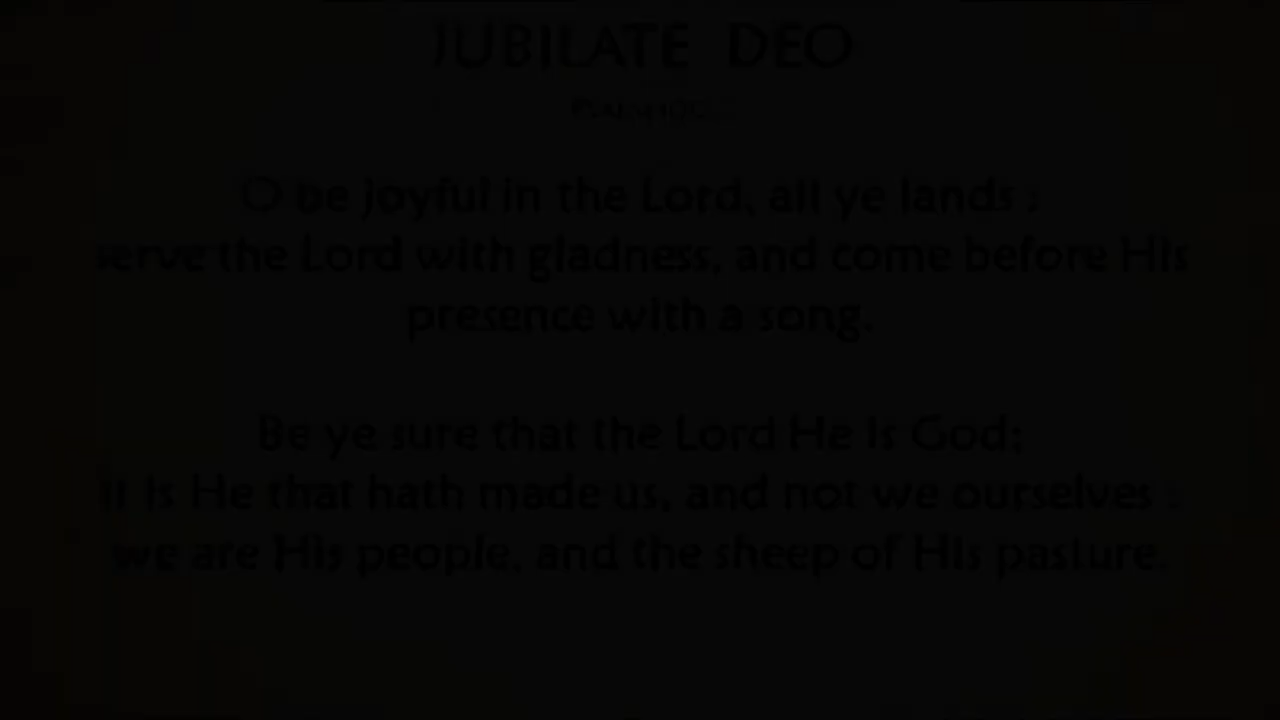 JUBILATE DEO
O be joyful in the Lord, all ye lands :
serve the Lord with gladness, and come before His
presence with a song.
Be ye sure that the Lord He is God;
it is He that hath made us, and not we ourselves :
we are His people, and the sheep of His pasture.